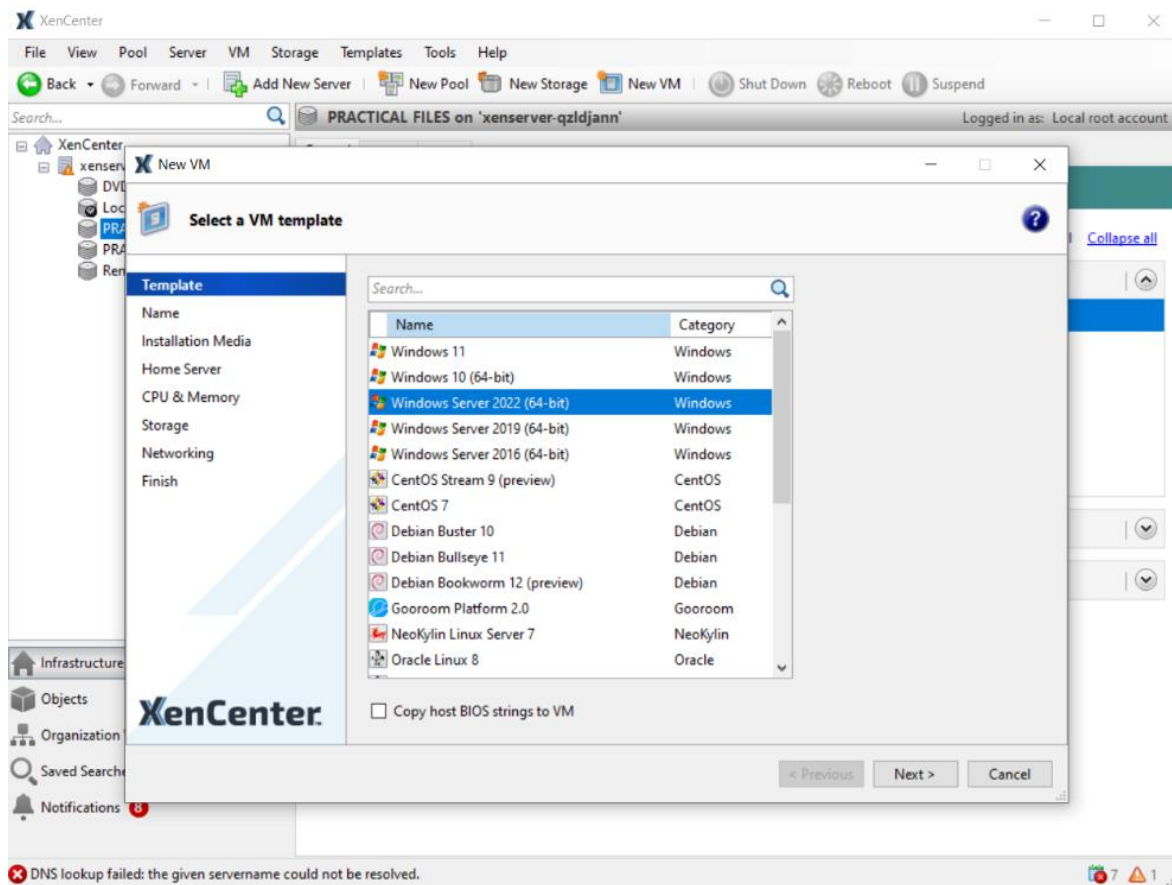 XenCenter
File View Pool Server VM Storage Templates Tools Help
Back Forward Add New Server New Pool New Storage New VM Shut Down Reboot Suspend
Search... PRACTICAL FILES on 'xenserver-qzldjann' Logged in as: Local root account
XenCenter
New VM
Select a VM template
Collapse all
Template
Name
Installation Media
Home Server
CPU & Memory
Storage
Networking
Finish
Search...
Name Category
Windows 11 Windows
Windows 10 (64-bit) Windows
Windows Server 2022 (64-bit) Windows
Windows Server 2019 (64-bit) Windows
Windows Server 2016 (64-bit) Windows
CentOS Stream 9 (preview) CentOS
CentOS 7 CentOS
Debian Buster 10 Debian
Debian Bullseye 11 Debian
Debian Bookworm 12 (preview) Debian
Gooroom Platform 2.0 Gooroom
NeoKylin Linux Server 7 NeoKylin
Oracle Linux 8 Oracle
Copy host BIOS strings to VM
XenCenter
< Previous Next > Cancel
Infrastructure
Objects
Organization
Saved Searche
Notifications 8
DNS lookup failed: the given servername could not be resolved. 7 1